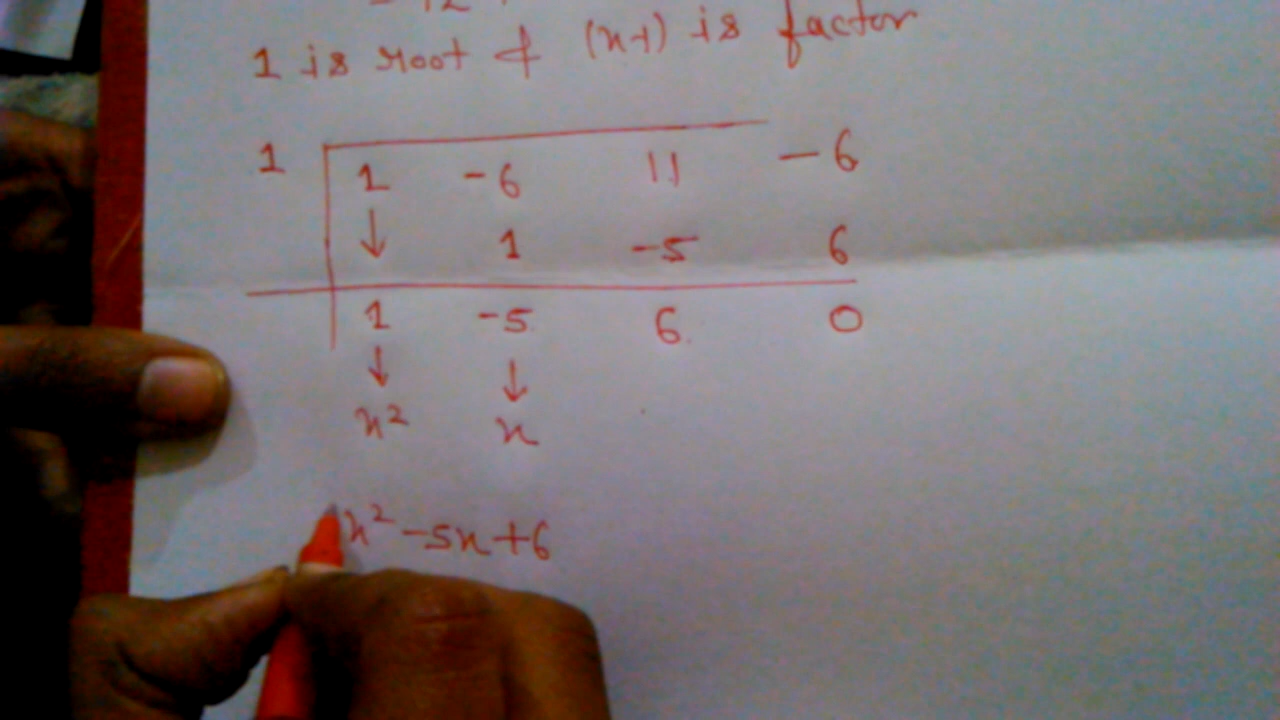 - 12
1 is root & (x-1) is factor
1 1 -6 11 -6
↓ 1 -5 6
1 -5 6 0
↓ ↓
x² x
x² -5x+6